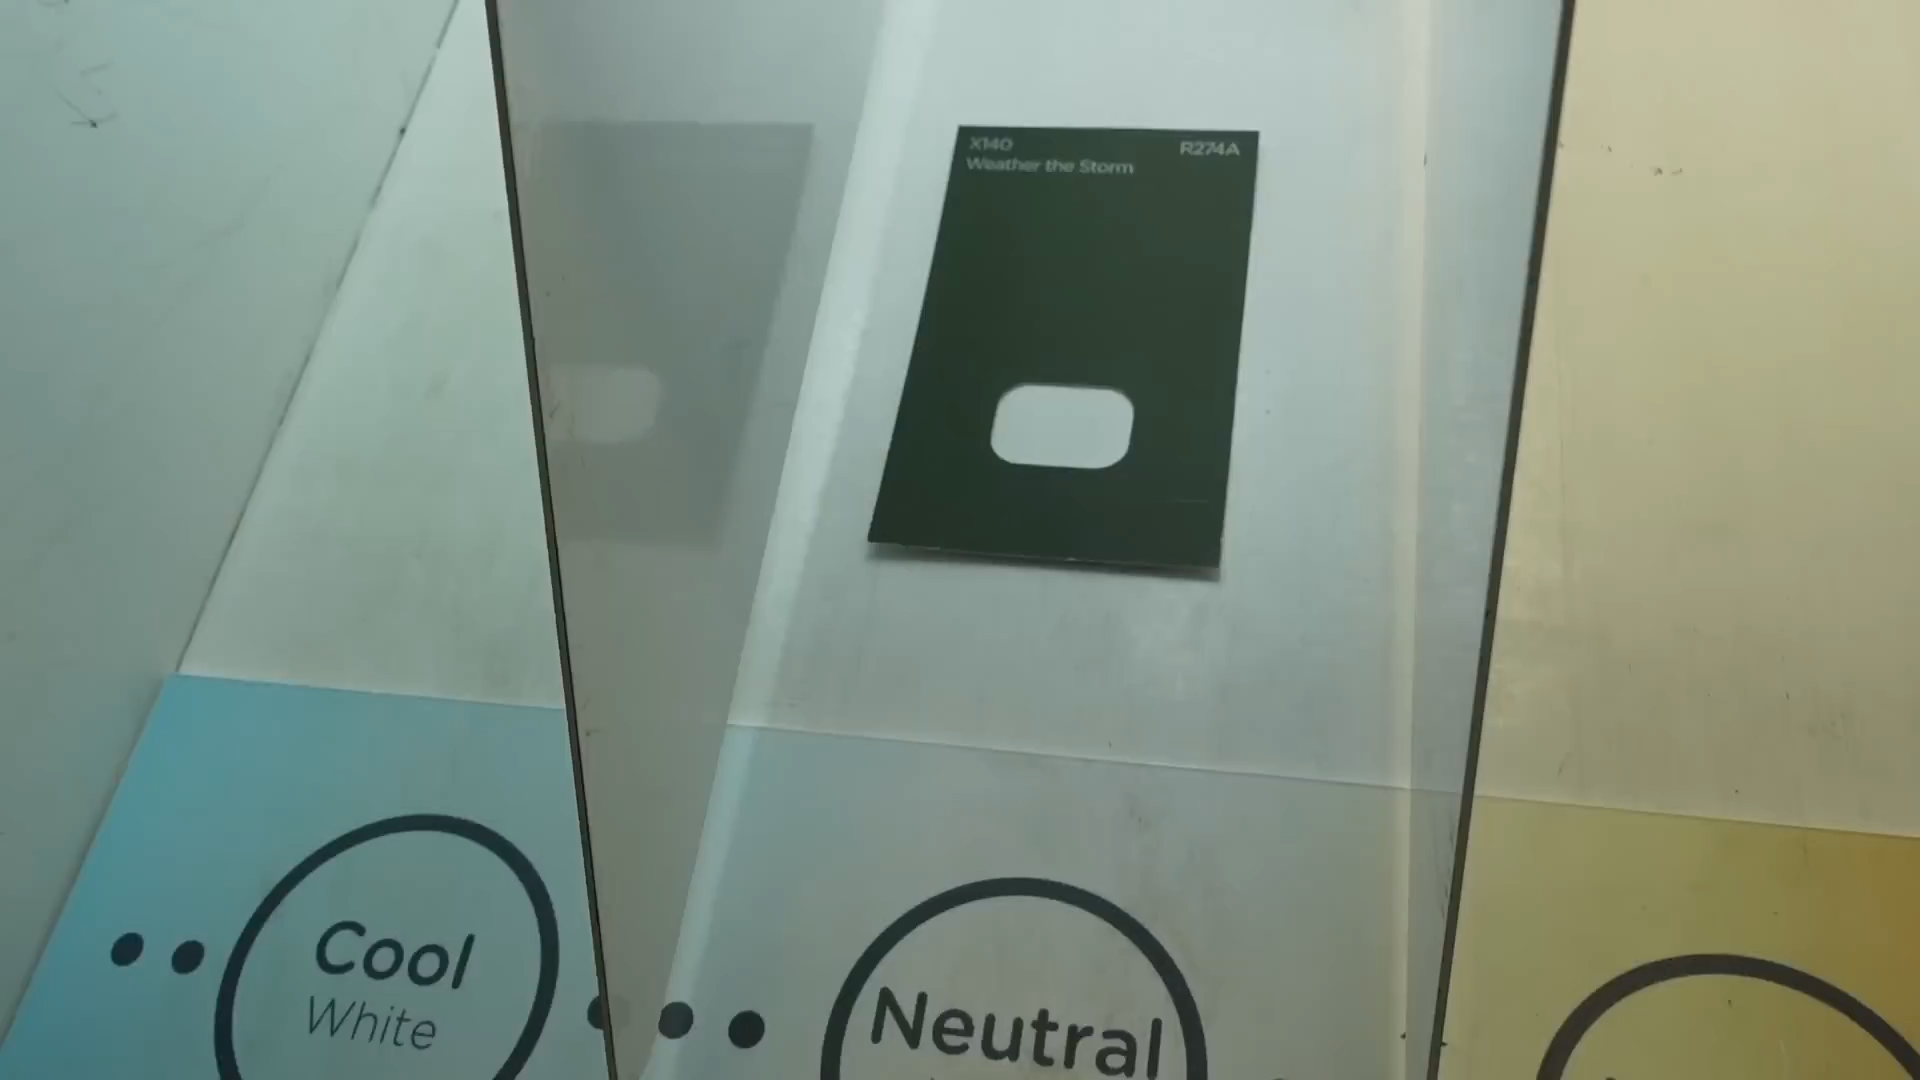 X140
R274A
Weather the Storm
Cool
White
Neutral